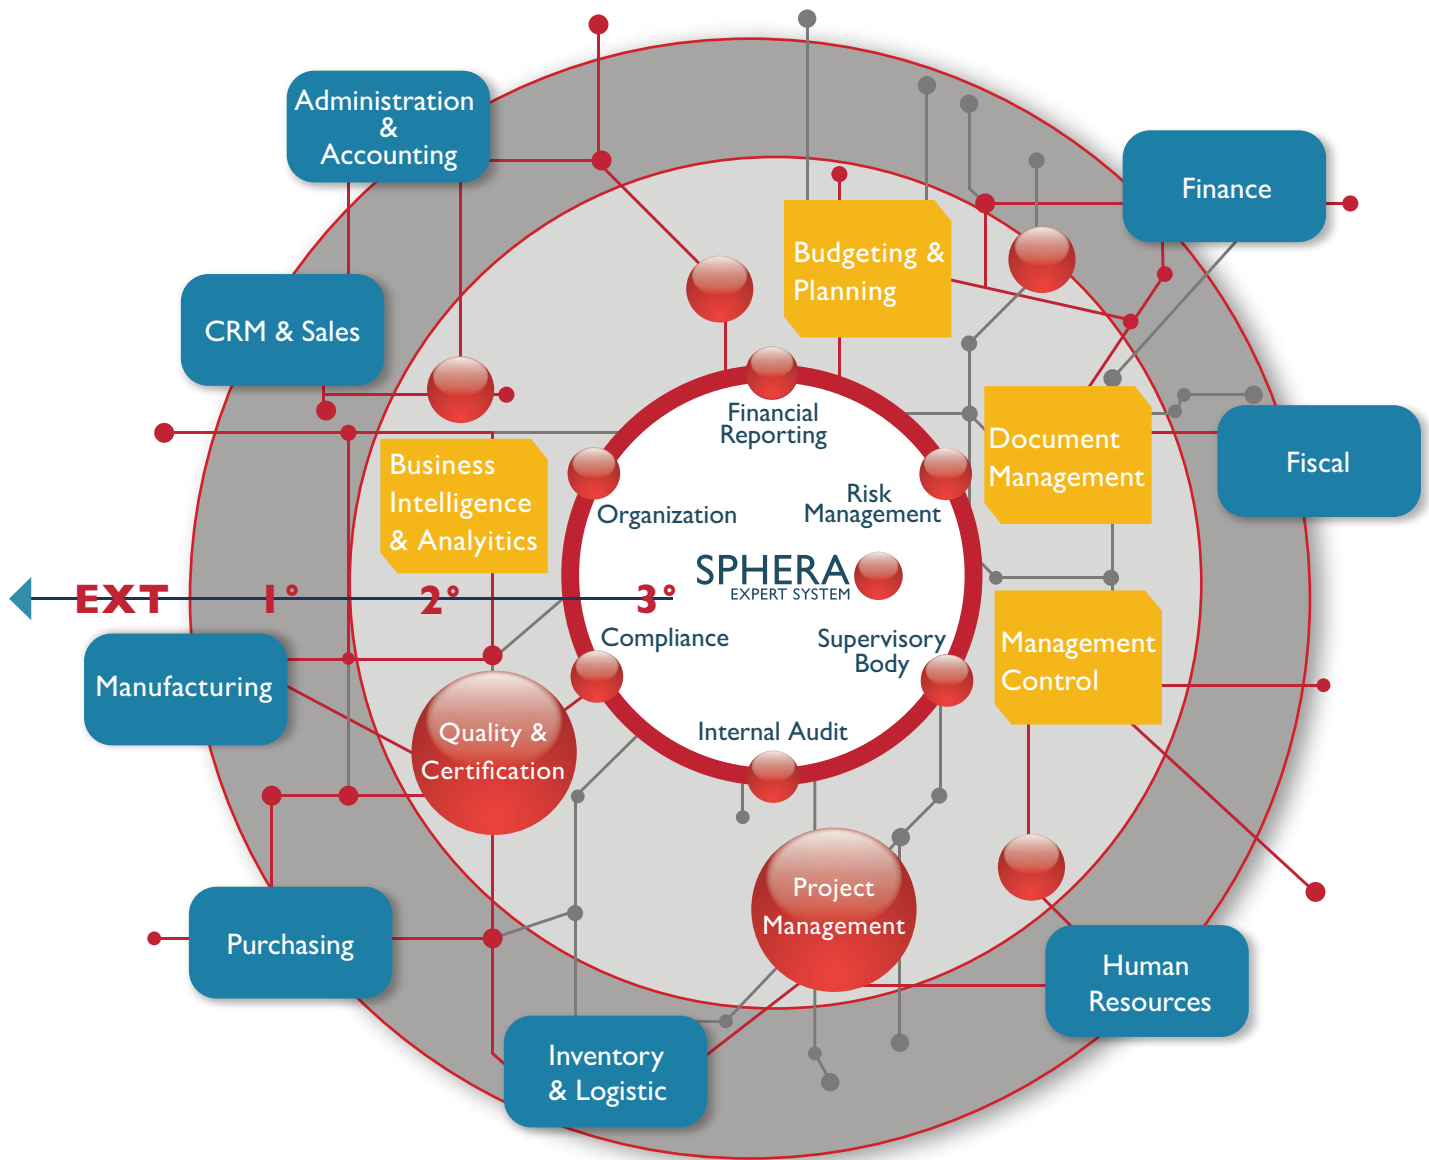 Administration
&
Accounting
Finance
Budgeting &
Planning
CRM & Sales
Financial
Reporting
Document
Management
Fiscal
Business
Intelligence
& Analyitics
Organization
Risk
Management
SPHERA
EXPERT SYSTEM
EXT
1°
2°
3°
Compliance
Supervisory
Body
Management
Control
Manufacturing
Quality &
Certification
Internal Audit
Project
Management
Purchasing
Human
Resources
Inventory
& Logistic